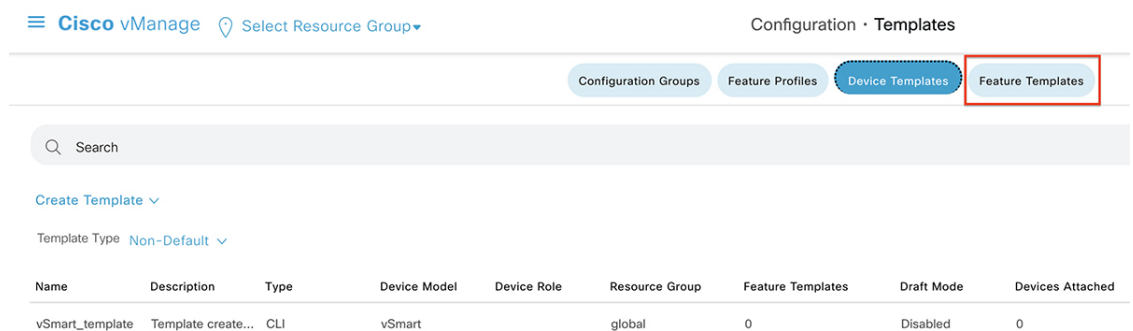 Cisco vManage Select Resource Group Configuration · Templates
Configuration Groups Feature Profiles Device Templates Feature Templates
Search
Create Template
Template Type Non-Default
Name Description Type Device Model Device Role Resource Group Feature Templates Draft Mode Devices Attached
vSmart_template Template create... CLI vSmart global 0 Disabled 0